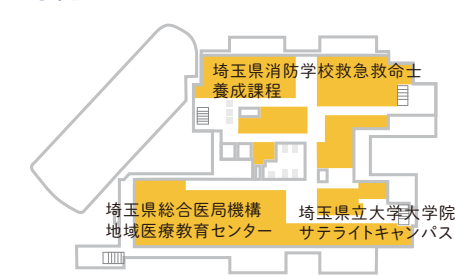 埼玉県消防学校救急救命士
養成課程
埼玉県総合医局機構
地域医療教育センター
埼玉県立大学大学院
サテライトキャンパス